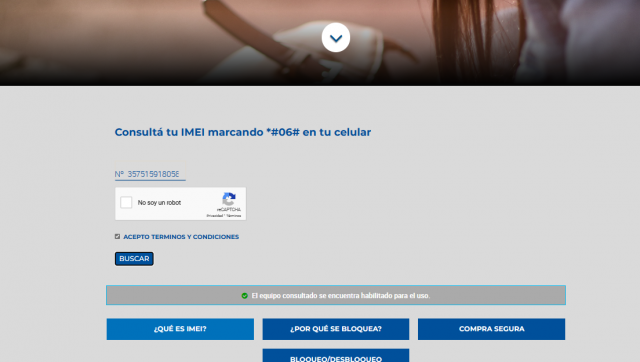 Consultá tu IMEI marcando *#06# en tu celular
Nº 35751591805
No soy un robot
reCAPTCHA
Privacidad - Términos
ACEPTO TERMINOS Y CONDICIONES
BUSCAR
El equipo consultado se encuentra habilitado para el uso.
¿QUÉ ES IMEI?
¿POR QUÉ SE BLOQUEA?
COMPRA SEGURA
BLOQUEO/DESBLOQUEO